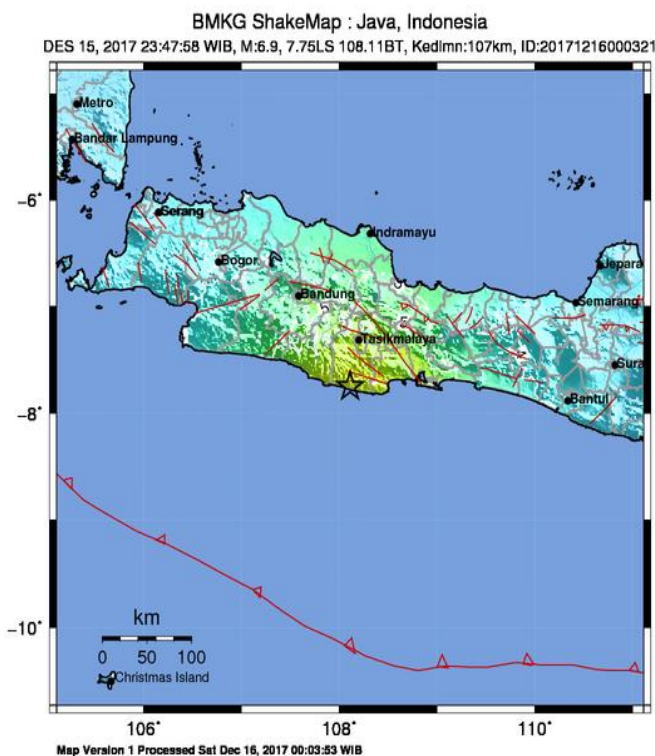 BMKG ShakeMap : Java, Indonesia
DES 15, 2017 23:47:58 WIB, M:6.9, 7.75LS 108.11BT, Kedlmn:107km, ID:20171216000321
Metro
Bandar Lampung
-6°
Serang
Indramayu
Bogor
Jepara
Bandung
Semarang
Tasikmalaya
Sura
-8°
Bantul
-10°
km
0 50 100
Christmas Island
106° 108° 110°
Map Version 1 Processed Sat Dec 16, 2017 00:03:53 WIB